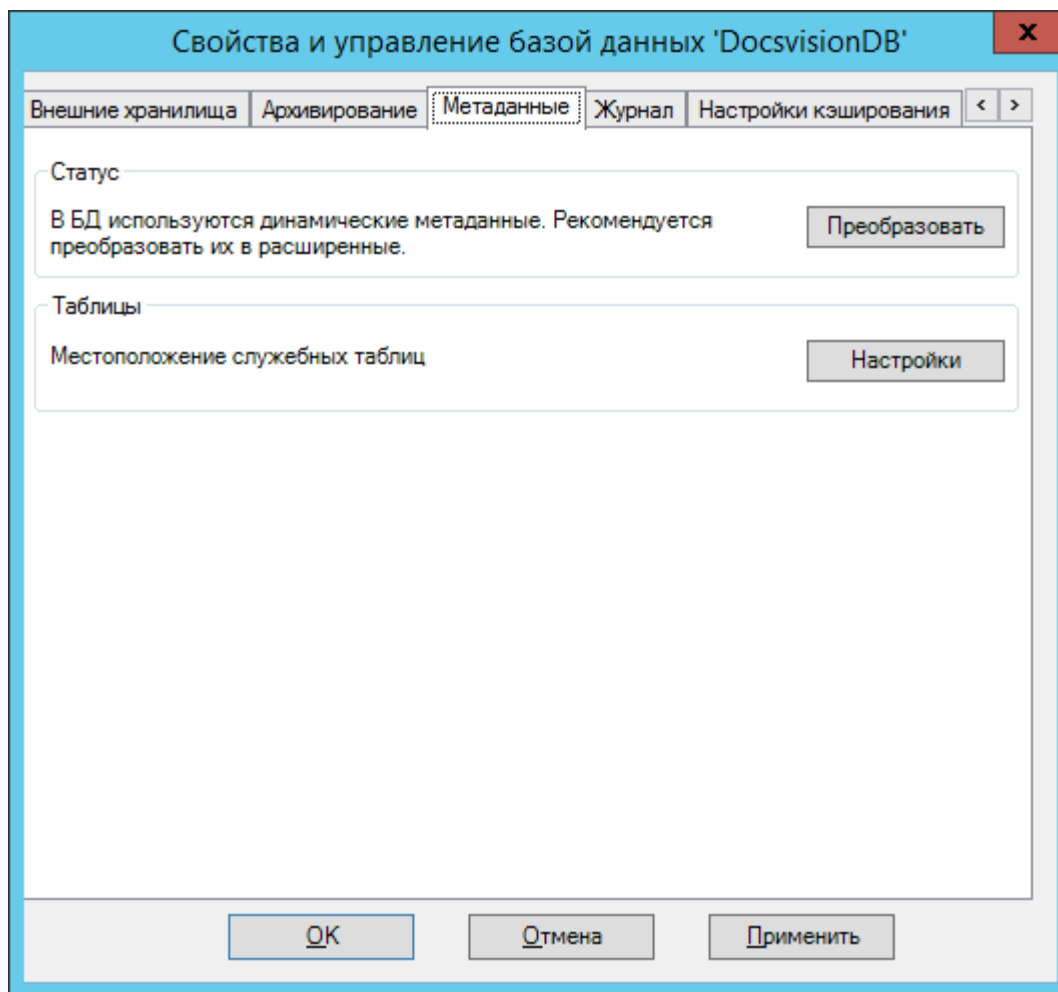 Свойства и управление базой данных 'DocsvisionDB'
x
Внешние хранилища Архивирование Метаданные Журнал Настройки кэширования < >
Статус
В БД используются динамические метаданные. Рекомендуется
преобразовать их в расширенные.
Преобразовать
Таблицы
Местоположение служебных таблиц
Настройки
OK Отмена Применить